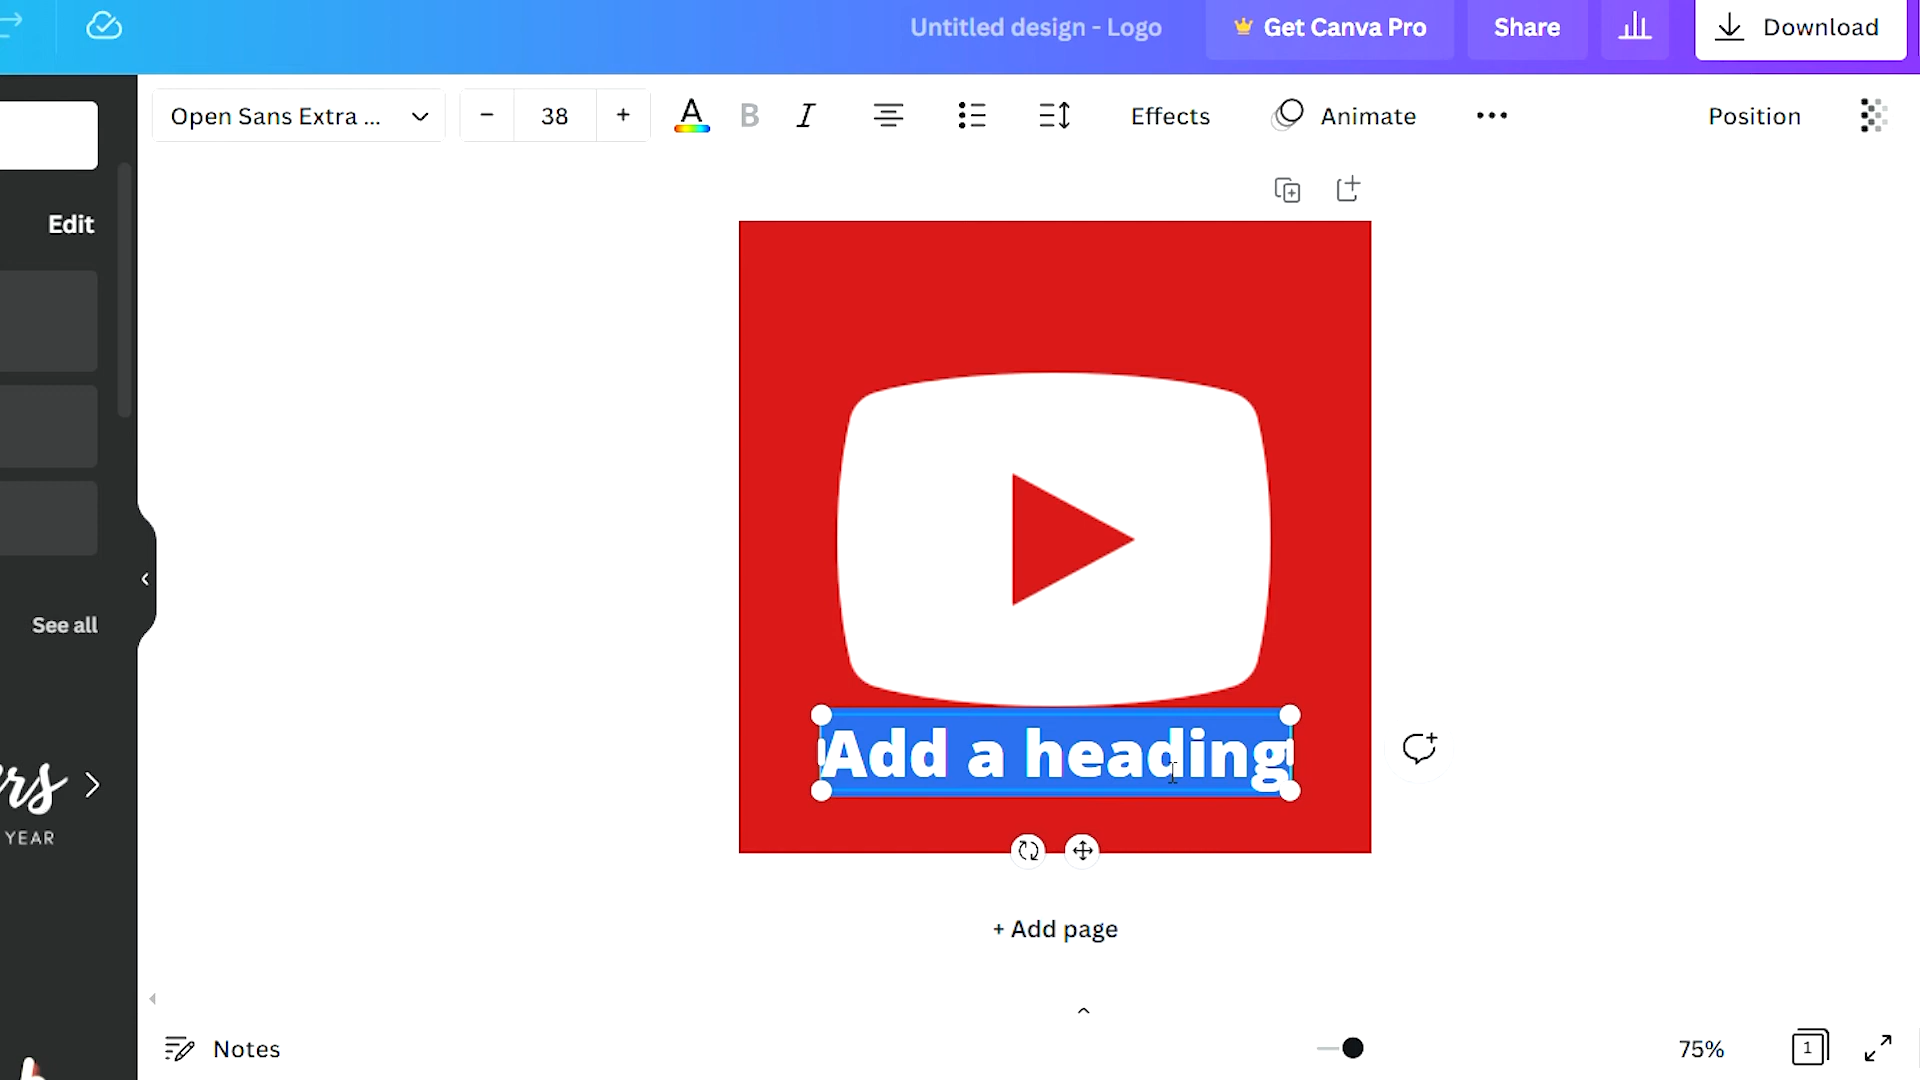 Untitled design - Logo
Get Canva Pro
Share
Download
Open Sans Extra ...
- 38 +
A B I
Effects
Animate
Position
Edit
Add a heading
See all
YEAR
+ Add page
Notes
75%
1